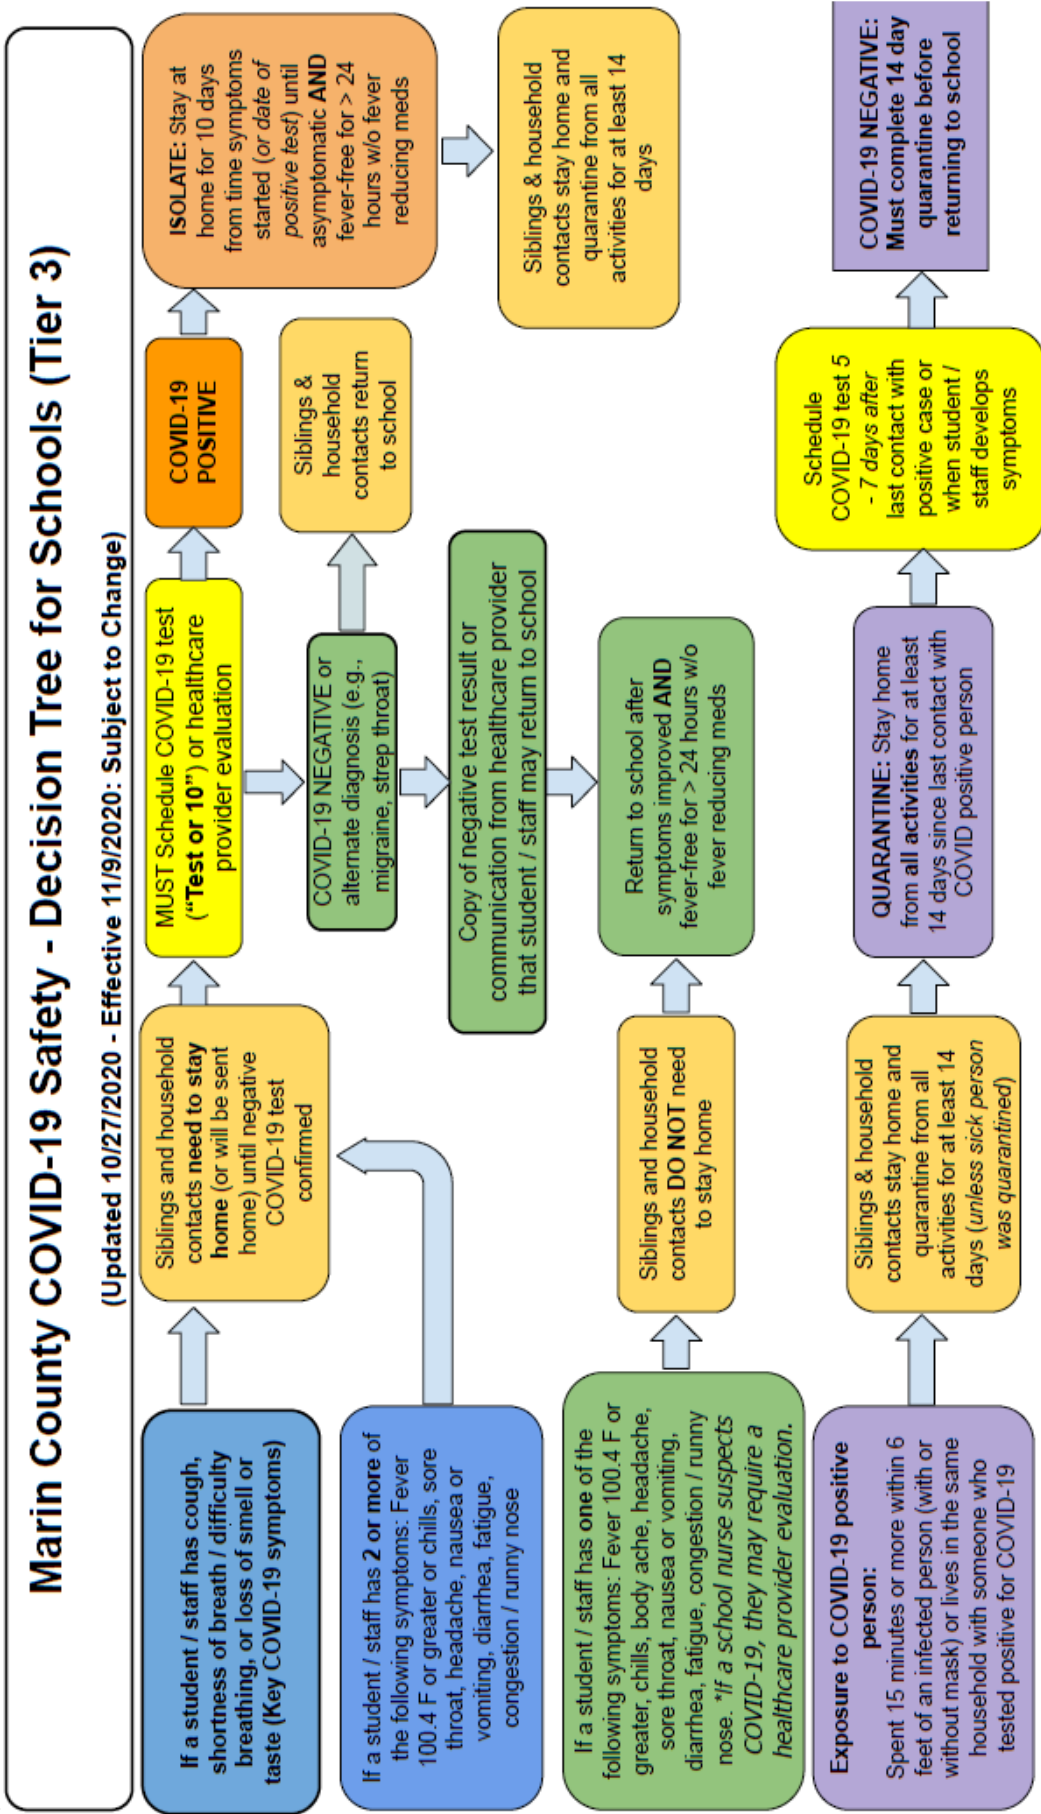 Marin County COVID-19 Safety - Decision Tree for Schools (Tier 3)
(Updated 10/27/2020 - Effective 11/9/2020: Subject to Change)
If a student / staff has cough,
shortness of breath / difficulty
breathing, or loss of smell or
taste (Key COVID-19 symptoms)
Siblings and household
contacts need to stay
home (or will be sent
home) until negative
COVID-19 test
confirmed
MUST Schedule COVID-19 test
(“Test or 10”) or healthcare
provider evaluation
COVID-19
POSITIVE
ISOLATE: Stay at
home for 10 days
from time symptoms
started (or date of
positive test) until
asymptomatic AND
fever-free for > 24
hours w/o fever
reducing meds
If a student / staff has 2 or more of
the following symptoms: Fever
100.4 F or greater or chills, sore
throat, headache, nausea or
vomiting, diarrhea, fatigue,
congestion / runny nose
COVID-19 NEGATIVE or
alternate diagnosis (e.g.,
migraine, strep throat)
Siblings &
household
contacts return
to school
Copy of negative test result or
communication from healthcare provider
that student / staff may return to school
Siblings & household
contacts stay home and
quarantine from all
activities for at least 14
days
If a student / staff has one of the
following symptoms: Fever 100.4 F or
greater, chills, body ache, headache,
sore throat, nausea or vomiting,
diarrhea, fatigue, congestion / runny
nose. *If a school nurse suspects
COVID-19, they may require a
healthcare provider evaluation.
Siblings and household
contacts DO NOT need
to stay home
Return to school after
symptoms improved AND
fever-free for > 24 hours w/o
fever reducing meds
Exposure to COVID-19 positive
person:
Spent 15 minutes or more within 6
feet of an infected person (with or
without mask) or lives in the same
household with someone who
tested positive for COVID-19
Siblings & household
contacts stay home and
quarantine from all
activities for at least 14
days (unless sick person
was quarantined)
QUARANTINE: Stay home
from all activities for at least
14 days since last contact with
COVID positive person
Schedule
COVID-19 test 5
- 7 days after
last contact with
positive case or
when student /
staff develops
symptoms
COVID-19 NEGATIVE:
Must complete 14 day
quarantine before
returning to school